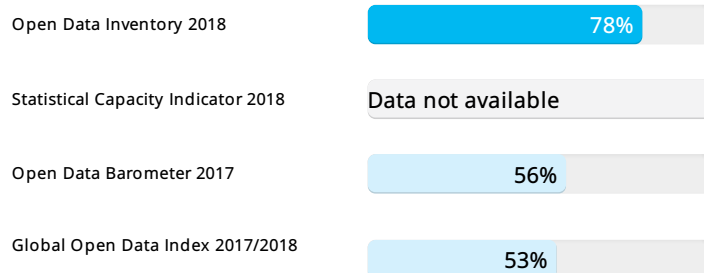 Open Data Inventory 2018
78%
Statistical Capacity Indicator 2018
Data not available
Open Data Barometer 2017
56%
Global Open Data Index 2017/2018
53%